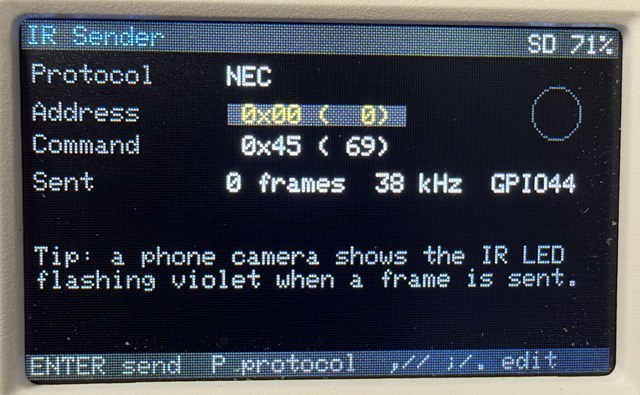 IR Sender SD 71%
Protocol NEC
Address 0x00 ( 0)
Command 0x45 ( 69)
Sent 0 frames 38 kHz GPIO44
Tip: a phone camera shows the IR LED
flashing violet when a frame is sent.
ENTER send P protocol ,// ;/. edit